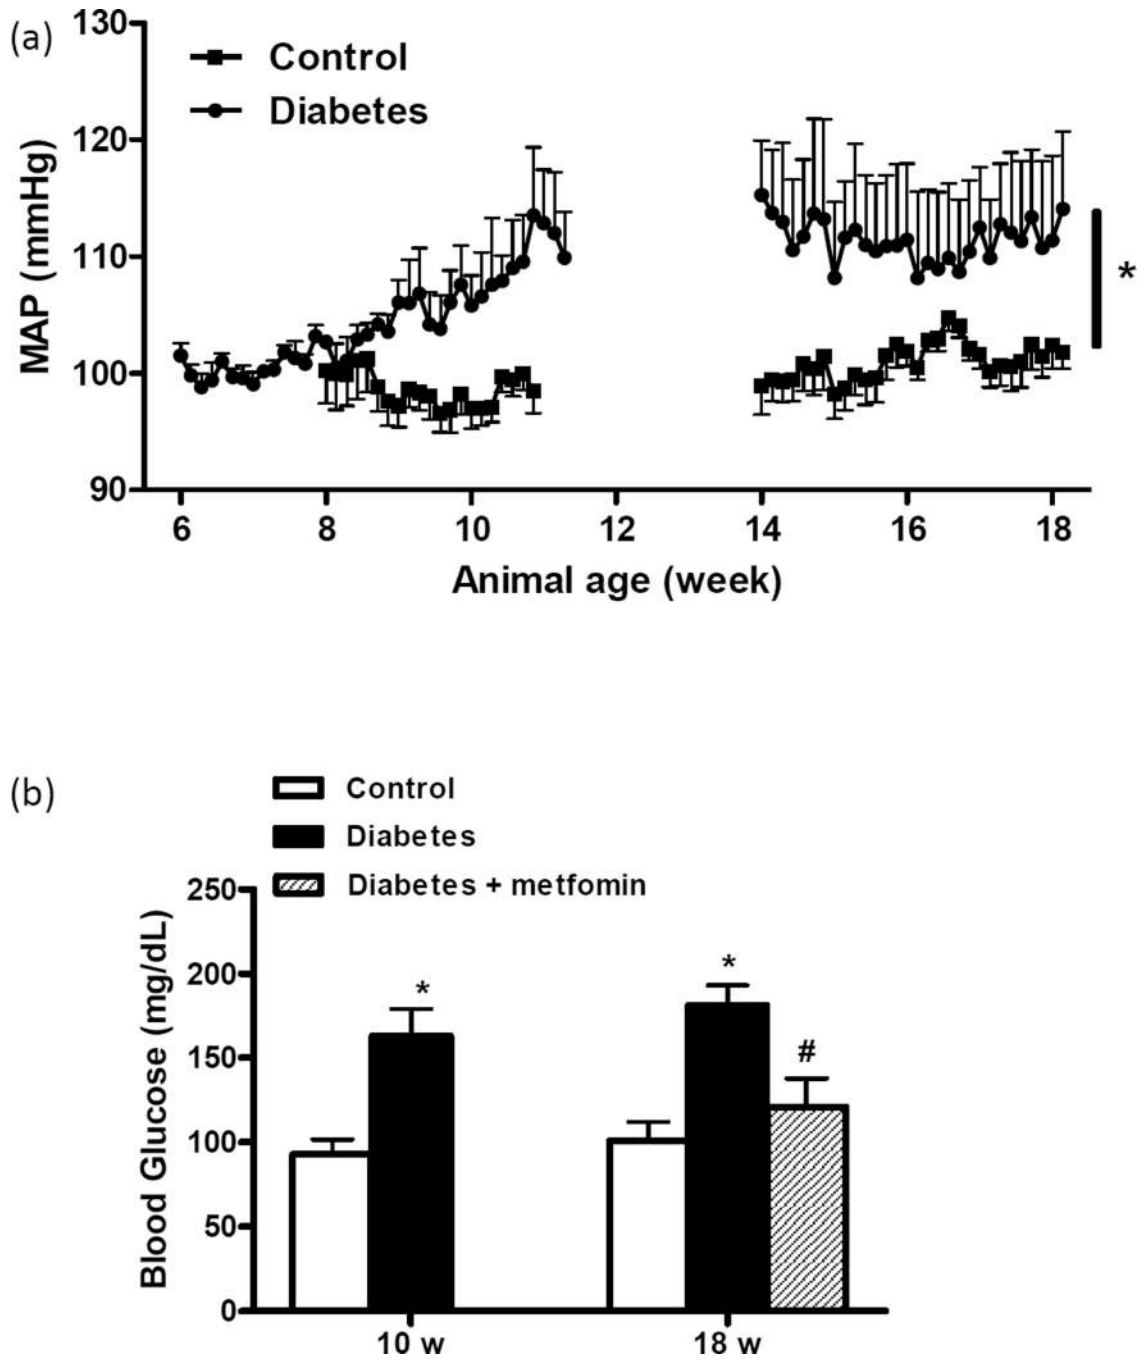 (a)
130
120
110
100
90
MAP (mmHg)
Control
Diabetes
*
6 8 10 12 14 16 18
Animal age (week)
(b)
Control
Diabetes
Diabetes + metfomin
250
200
150
100
50
0
Blood Glucose (mg/dL)
* * #
10 w 18 w